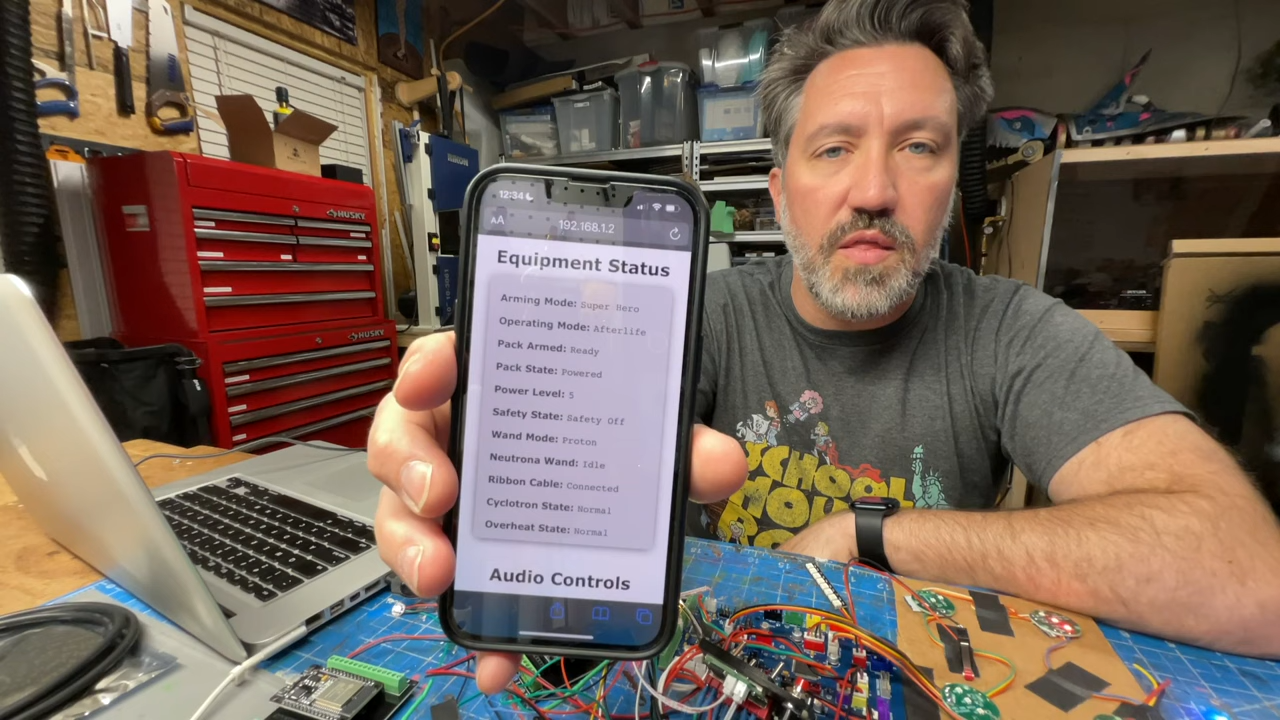 12:34
AA
192.168.1.2
Equipment Status
Arming Mode: Super Hero
Operating Mode: Afterlife
Pack Armed: Ready
Pack State: Powered
Power Level: 5
Safety State: Safety Off
Wand Mode: Proton
Neutrona Wand: Idle
Ribbon Cable: Connected
Cyclotron State: Normal
Overheat State: Normal
Audio Controls
HUSKY
HUSKY
SCHOOL
HOUSE